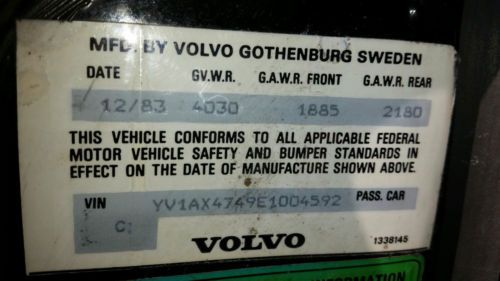 MFD. BY VOLVO GOTHENBURG SWEDEN
DATE GV.W.R. G.A.W.R. FRONT G.A.W.R. REAR
12/83 4030 1885 2180
THIS VEHICLE CONFORMS TO ALL APPLICABLE FEDERAL
MOTOR VEHICLE SAFETY AND BUMPER STANDARDS IN
EFFECT ON THE DATE OF MANUFACTURE SHOWN ABOVE.
VIN YV1AX4749E1004592 PASS. CAR
C:
VOLVO 1338145
INFORMATION